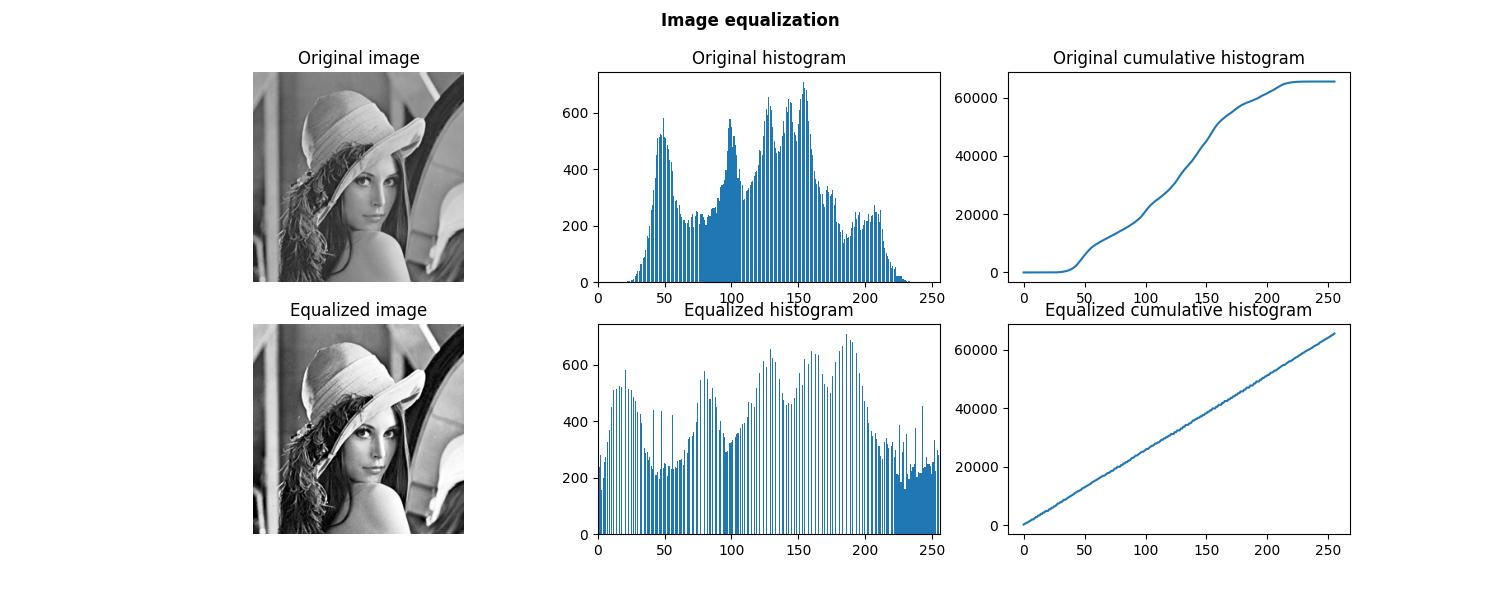 Image equalization
Original image
Original histogram
Original cumulative histogram
600
400
200
0
0 50 100 150 200 250
60000
40000
20000
0
0 50 100 150 200 250
Equalized image
Equalized histogram
Equalized cumulative histogram
600
400
200
0
0 50 100 150 200 250
60000
40000
20000
0
0 50 100 150 200 250